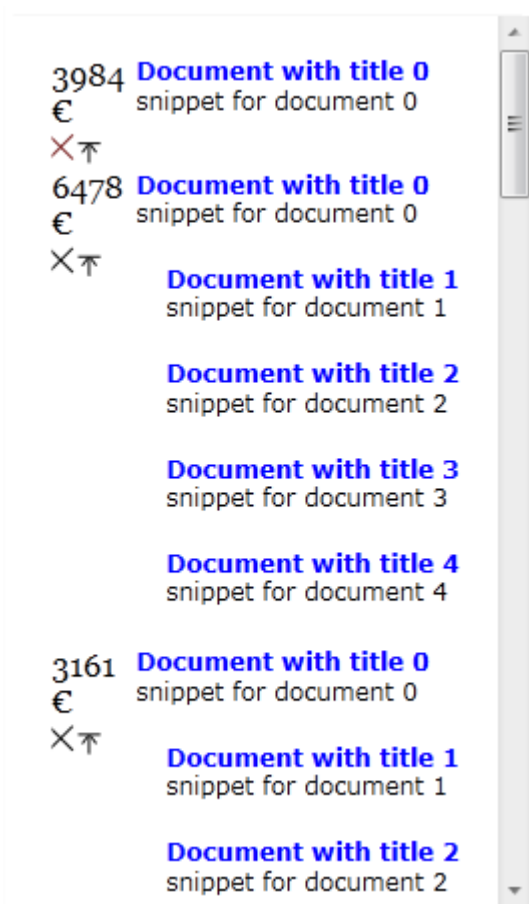 3984 Document with title 0
€ snippet for document 0
6478 Document with title 0
€ snippet for document 0
Document with title 1
snippet for document 1
Document with title 2
snippet for document 2
Document with title 3
snippet for document 3
Document with title 4
snippet for document 4
3161 Document with title 0
€ snippet for document 0
Document with title 1
snippet for document 1
Document with title 2
snippet for document 2